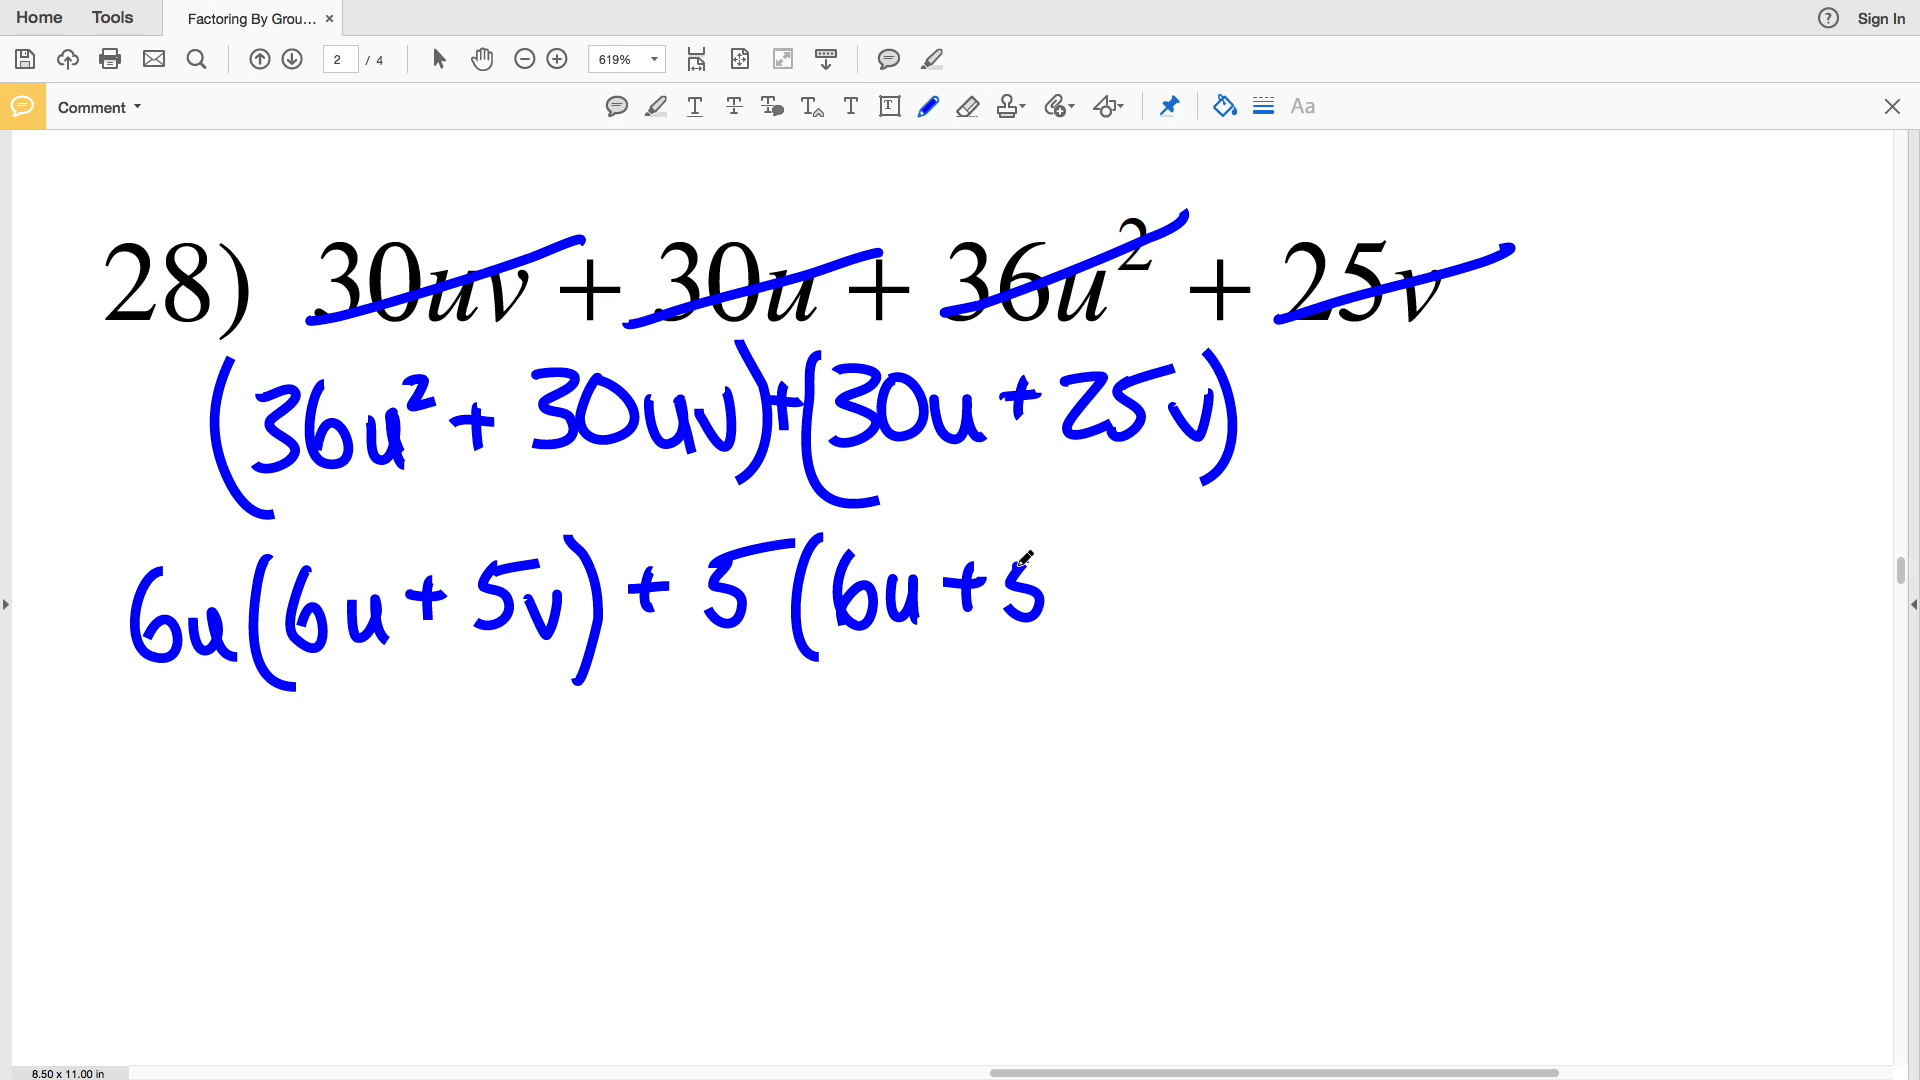 Home Tools Factoring By Grou... × ? Sign In
2 / 4 619%
Comment T T T T T T Aa
28) 30uv + 30u + 36u² + 25v
(36u² + 30uv) + (30u + 25v)
6u(6u + 5v) + 5(6u + 5
8.50 x 11.00 in